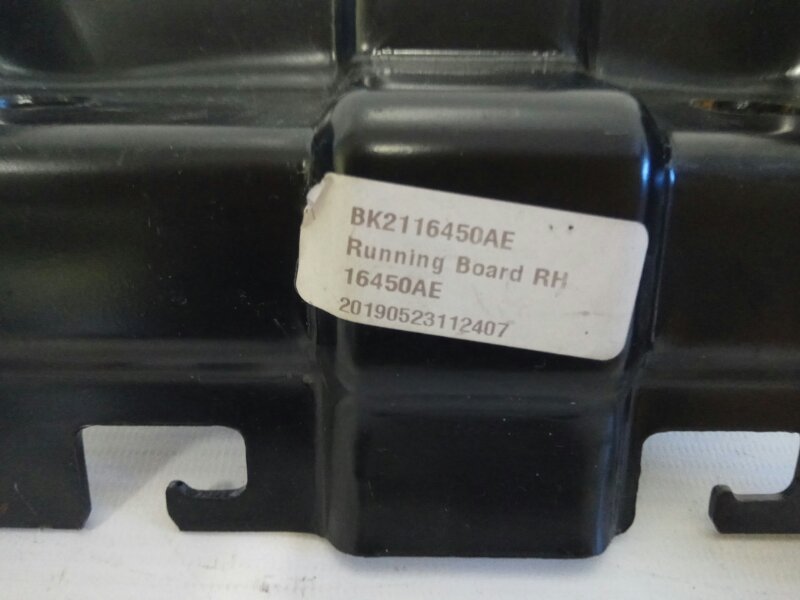 BK2116450AE
Running Board RH
16450AE
20190523112407